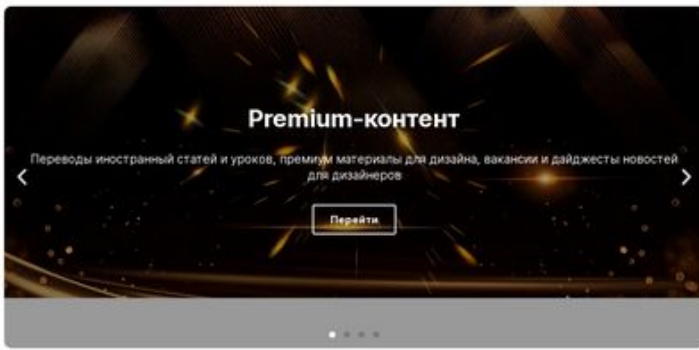 Premium-контент
Переводы иностранный статей и уроков, премиум материалы для дизайна, вакансии и дайджесты новостей
для дизайнеров
Перейти